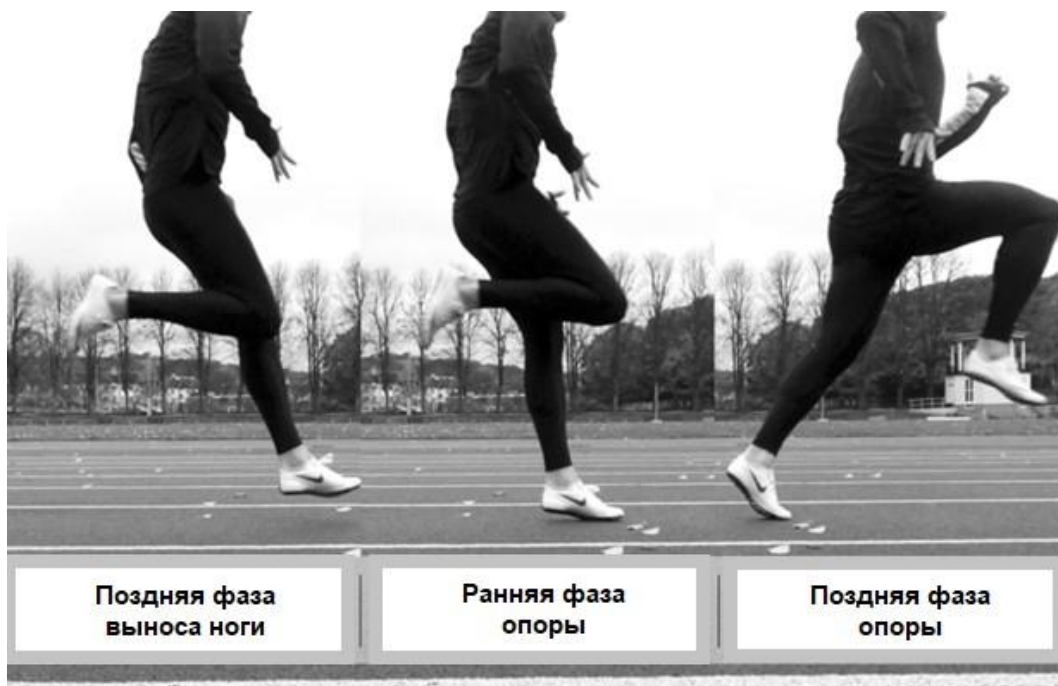 Поздняя фаза
выноса ноги
Ранняя фаза
опоры
Поздняя фаза
опоры